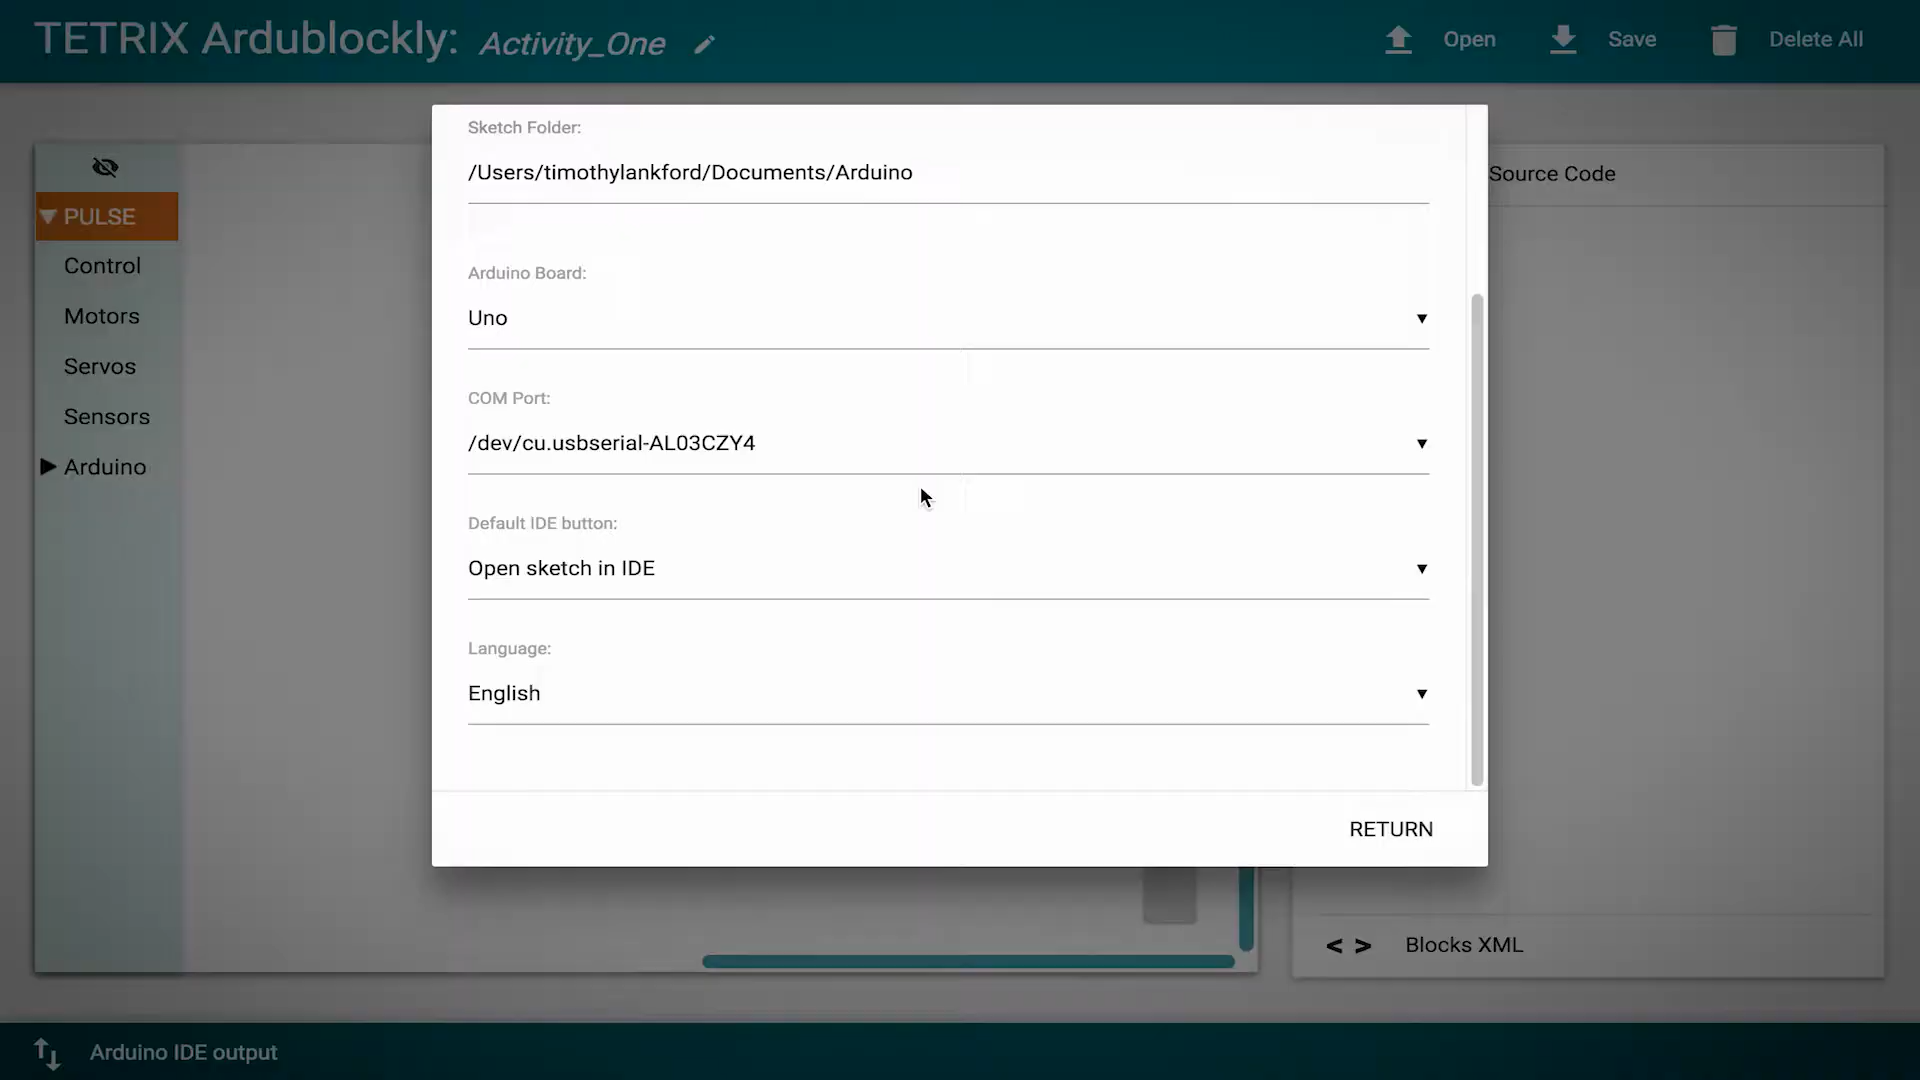 TETRIX Ardublockly: Activity_One
Open
Save
Delete All
PULSE
Control
Motors
Servos
Sensors
Arduino
Sketch Folder:
/Users/timothylankford/Documents/Arduino
Arduino Board:
Uno
COM Port:
/dev/cu.usbserial-AL03CZY4
Default IDE button:
Open sketch in IDE
Language:
English
RETURN
Source Code
< > Blocks XML
Arduino IDE output